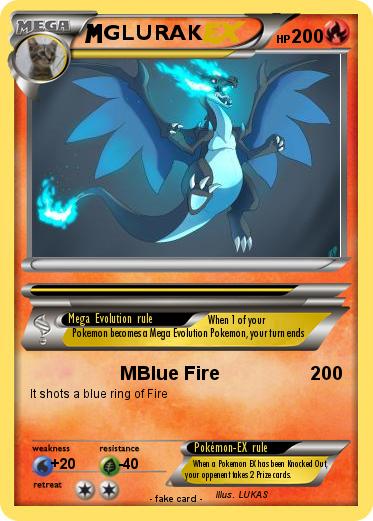 MEGA
MGLURAK EX HP 200
Mega Evolution rule When 1 of your
Pokemon becomes a Mega Evolution Pokemon, your turn ends
MBlue Fire 200
It shots a blue ring of Fire
weakness resistance
+20 -40
retreat
Pokémon-EX rule
When a Pokemon EX has been Knocked Out,
your opponent takes 2 Prize cards.
- fake card - Illus. LUKAS